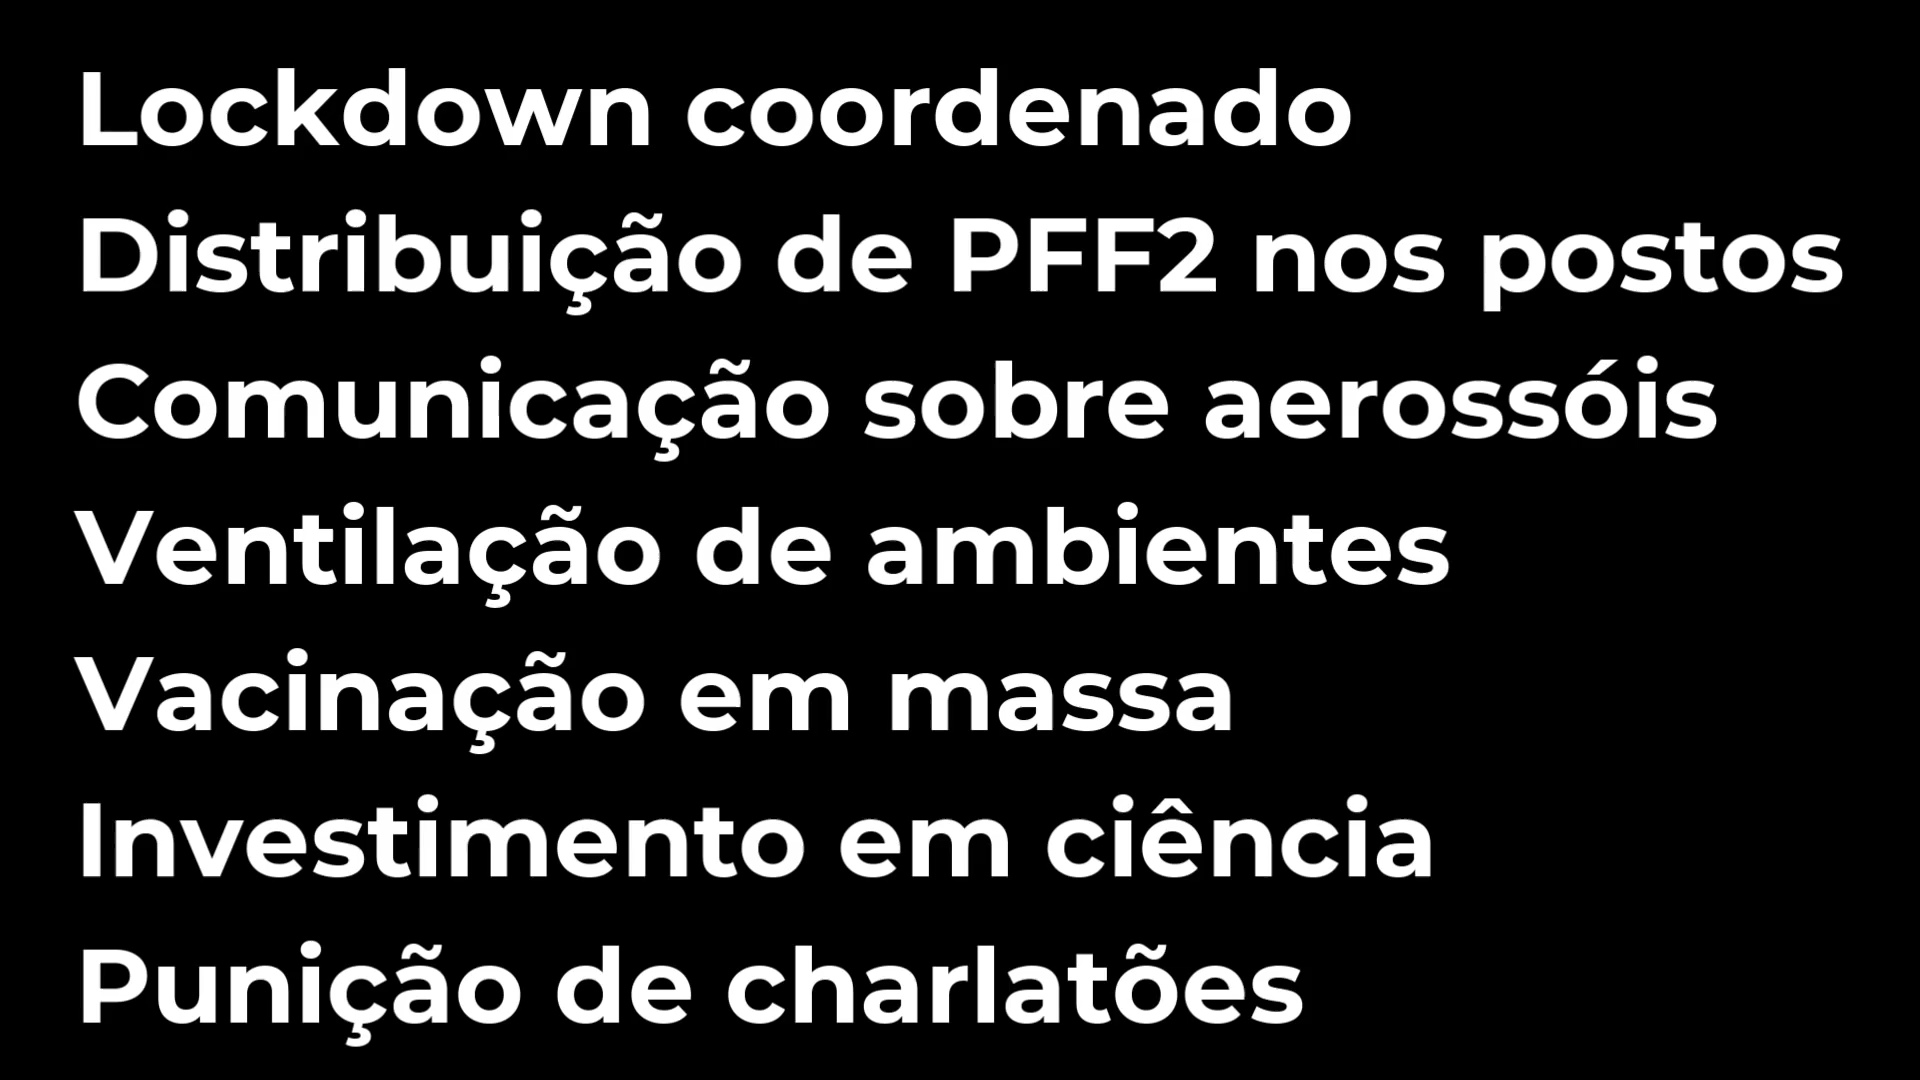 Lockdown coordenado
Distribuição de PFF2 nos postos
Comunicação sobre aerossóis
Ventilação de ambientes
Vacinação em massa
Investimento em ciência
Punição de charlatões